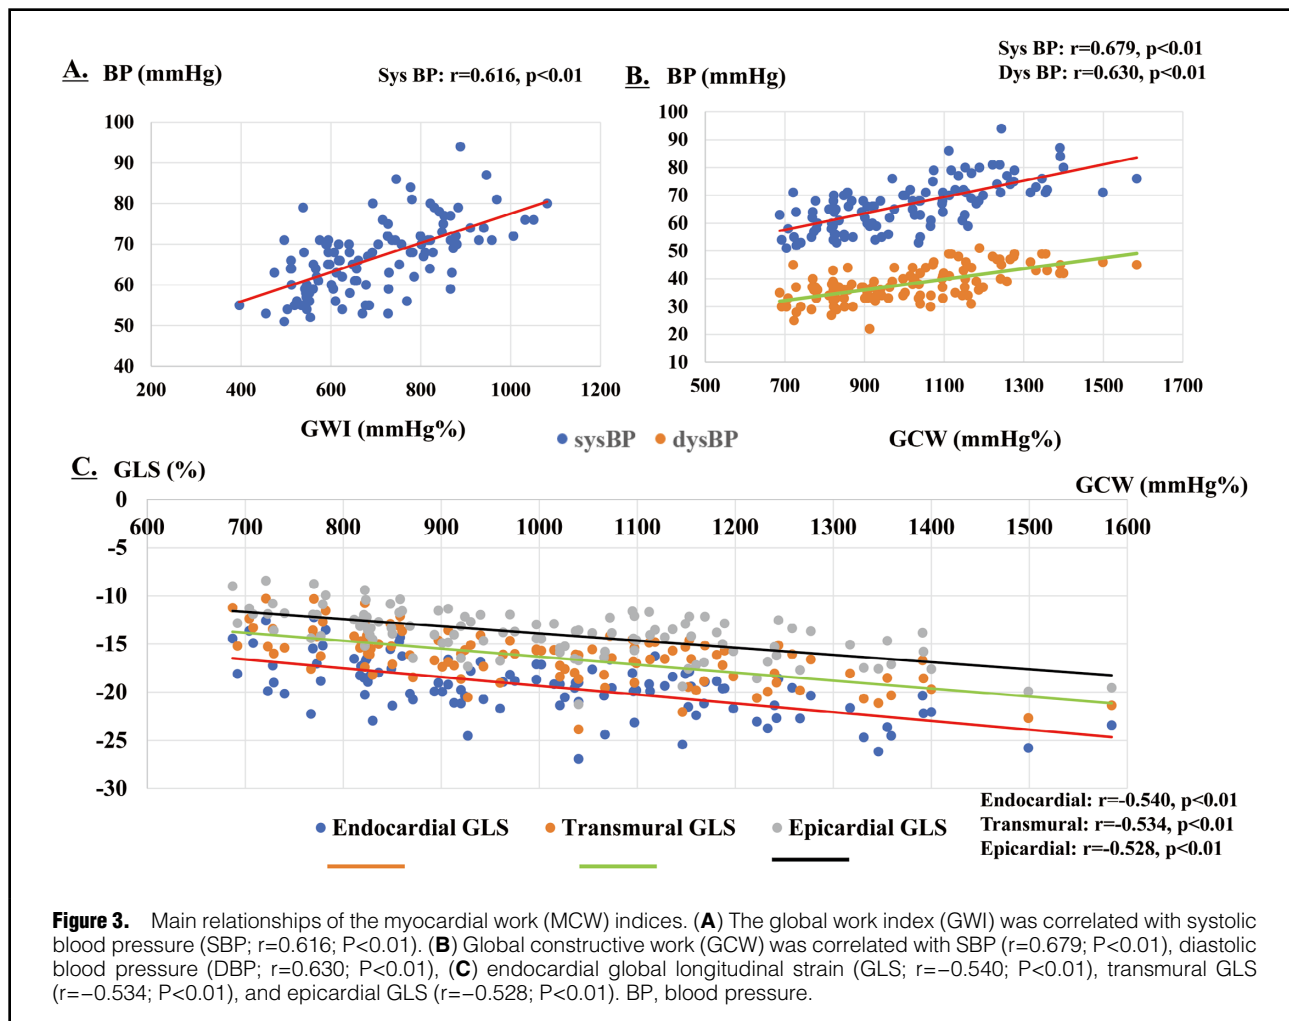 A. BP (mmHg)
Sys BP: r=0.616, p<0.01
100
90
80
70
60
50
40
200 400 600 800 1000 1200
GWI (mmHg%)
Sys BP: r=0.679, p<0.01
Dys BP: r=0.630, p<0.01
B. BP (mmHg)
100
90
80
70
60
50
40
30
20
10
500 700 900 1100 1300 1500 1700
GCW (mmHg%)
sysBP dysBP
C. GLS (%)
GCW (mmHg%)
0
600 700 800 900 1000 1100 1200 1300 1400 1500 1600
-5
-10
-15
-20
-25
-30
Endocardial GLS Transmural GLS Epicardial GLS
Endocardial: r=-0.540, p<0.01
Transmural: r=-0.534, p<0.01
Epicardial: r=-0.528, p<0.01
Figure 3. Main relationships of the myocardial work (MCW) indices. (A) The global work index (GWI) was correlated with systolic
blood pressure (SBP; r=0.616; P<0.01). (B) Global constructive work (GCW) was correlated with SBP (r=0.679; P<0.01), diastolic
blood pressure (DBP; r=0.630; P<0.01), (C) endocardial global longitudinal strain (GLS; r=−0.540; P<0.01), transmural GLS
(r=−0.534; P<0.01), and epicardial GLS (r=−0.528; P<0.01). BP, blood pressure.